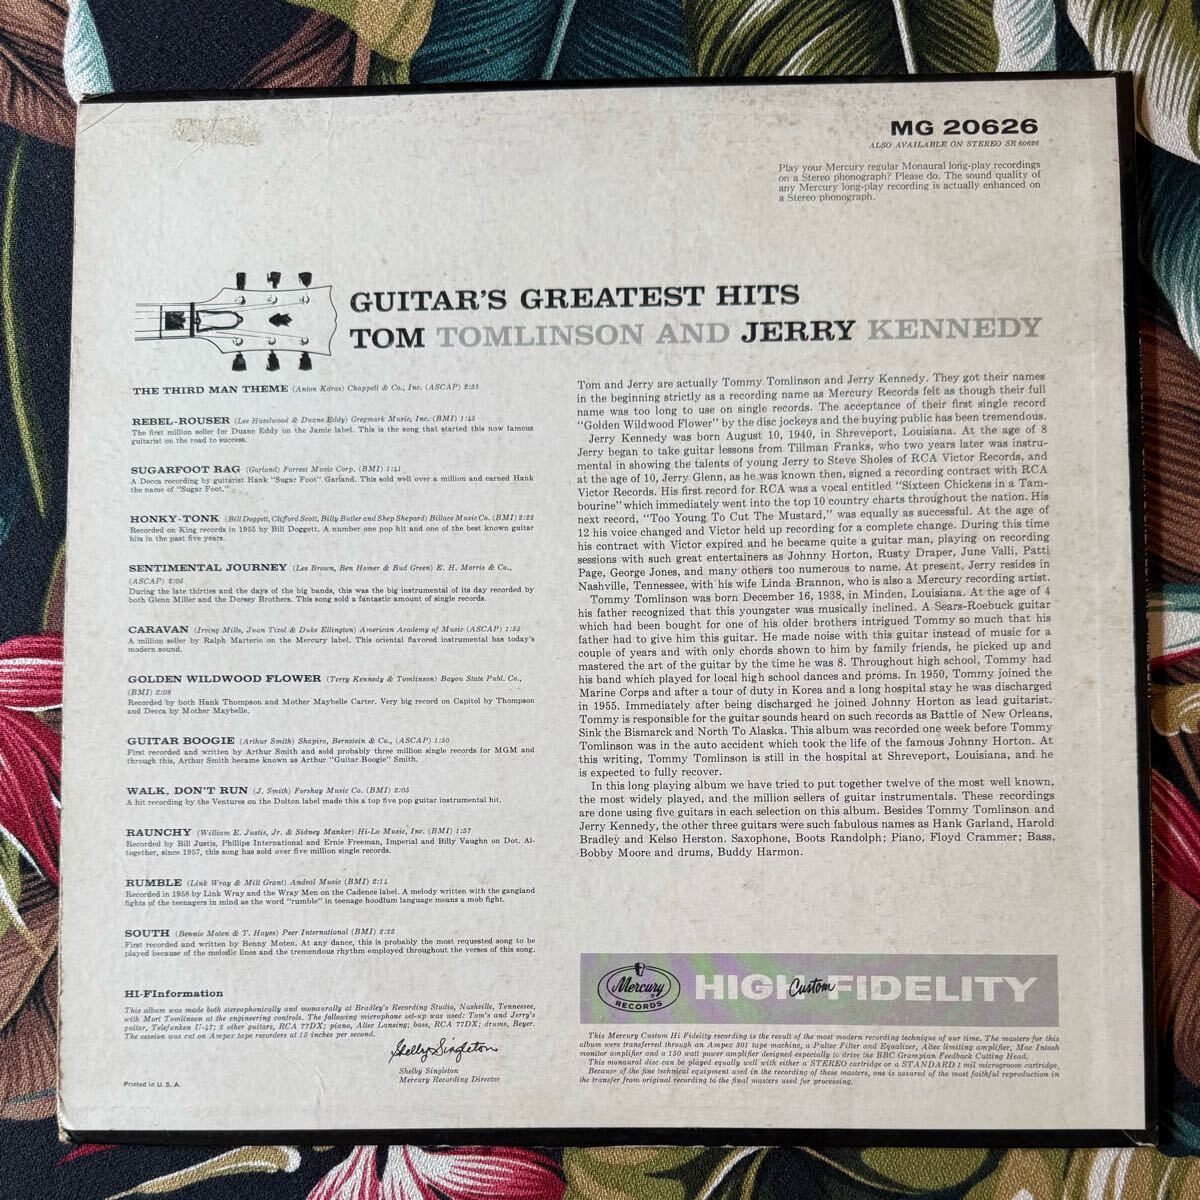 MG 20626
ALSO AVAILABLE ON STEREO SR 60626
Play your Mercury regular Monaural long-play recordings
on a Stereo phonograph? Please do. The sound quality of
any Mercury long-play recording is actually enhanced on
a Stereo phonograph.
GUITAR'S GREATEST HITS
TOM TOMLINSON AND JERRY KENNEDY
THE THIRD MAN THEME (Anton Karas) Chappell & Co., Inc. (ASCAP) 2:35
REBEL-ROUSER (Lee Hazelwood & Duane Eddy) Gregmark Music, Inc. (BMI) 1:45
The first million seller for Duane Eddy on the Jamie label. This is the song that started this now famous
guitarist on the road to success.
SUGARFOOT RAG (Garland) Forrest Music Corp. (BMI) 1:41
A Decca recording by guitarist Hank "Sugar Foot" Garland. This sold well over a million and earned Hank
the name of "Sugar Foot."
HONKY-TONK (Bill Doggett, Clifford Scott, Billy Butler and Shep Shepard) Billace Music Co. (BMI) 2:22
Recorded on King records in 1955 by Bill Doggett. A number one pop hit and one of the best known guitar
hits in the past five years.
SENTIMENTAL JOURNEY (Les Brown, Ben Homer & Bud Green) E. H. Morris & Co.,
(ASCAP) 2:05
During the late thirties and the days of the big bands, this was the big instrumental of its day recorded by
both Glenn Miller and the Dorsey Brothers. This song sold a fantastic amount of single records.
CARAVAN (Irving Mills, Juan Tizol & Duke Ellington) American Academy of Music (ASCAP) 1:53
A million seller by Ralph Marterie on the Mercury label. This oriental flavored instrumental has today's
modern sound.
GOLDEN WILDWOOD FLOWER (Terry Kennedy & Tomlinson) Bayou State Publ. Co.,
(BMI) 2:03
Recorded by both Hank Thompson and Mother Maybelle Carter. Very big record on Capitol by Thompson
and Decca by Mother Maybelle.
GUITAR BOOGIE (Arthur Smith) Shapiro, Bernstein & Co., (ASCAP) 1:50
First recorded and written by Arthur Smith and sold probably three million single records for MGM and
through this, Arthur Smith became known as Arthur "Guitar Boogie" Smith.
WALK, DON'T RUN (J. Smith) Forshay Music Co. (BMI) 2:05
A hit recording by the Ventures on the Dolton label made this a top five pop guitar instrumental hit.
RAUNCHY (William E. Justis, Jr. & Sidney Manker) Hi-Lo Music, Inc. (BMI) 1:57
Recorded by Bill Justis, Phillips International and Ernie Freeman, Imperial and Billy Vaughn on Dot. Al-
together, since 1957, this song has sold over five million single records.
RUMBLE (Link Wray & Milt Grant) Andval Music (BMI) 2:14
Recorded in 1958 by Link Wray and the Wray Men on the Cadence label. A melody written with the gangland
fights of the teenagers in mind as the word "rumble" in teenage hoodlum language means a mob fight.
SOUTH (Bennie Moten & T. Hayes) Peer International (BMI) 2:32
First recorded and written by Benny Moten. At any dance, this is probably the most requested song to be
played because of the melodic lines and the tremendous rhythm employed throughout the verses of this song.
HI-FInformation
This album was made both stereophonically and monaurally at Bradley's Recording Studio, Nashville, Tennessee,
with Mort Tomlinson at the engineering controls. The following microphone set-up was used: Tom's and Jerry's
guitar, Telefunken U-47; 3 other guitars, RCA 77DX; piano, Altec Lansing; bass, RCA 77DX; drums, Beyer.
The session was cut on Ampex tape recorders at 15 inches per second.
Shelby Singleton
Shelby Singleton
Mercury Recording Director
Printed in U. S. A.
Tom and Jerry are actually Tommy Tomlinson and Jerry Kennedy. They got their names
in the beginning strictly as a recording name as Mercury Records felt as though their full
name was too long to use on single records. The acceptance of their first single record
"Golden Wildwood Flower" by the disc jockeys and the buying public has been tremendous.
Jerry Kennedy was born August 10, 1940, in Shreveport, Louisiana. At the age of 8
Jerry began to take guitar lessons from Tillman Franks, who two years later was instru-
mental in showing the talents of young Jerry to Steve Sholes of RCA Victor Records, and
at the age of 10, Jerry Glenn, as he was known then, signed a recording contract with RCA
Victor Records. His first record for RCA was a vocal entitled "Sixteen Chickens in a Tam-
bourine" which immediately went into the top 10 country charts throughout the nation. His
next record, "Too Young To Cut The Mustard," was equally as successful. At the age of
12 his voice changed and Victor held up recording for a complete change. During this time
his contract with Victor expired and he became quite a guitar man, playing on recording
sessions with such great entertainers as Johnny Horton, Rusty Draper, June Valli, Patti
Page, George Jones, and many others too numerous to name. At present, Jerry resides in
Nashville, Tennessee, with his wife Linda Brannon, who is also a Mercury recording artist.
Tommy Tomlinson was born December 16, 1938, in Minden, Louisiana. At the age of 4
his father recognized that this youngster was musically inclined. A Sears-Roebuck guitar
which had been bought for one of his older brothers intrigued Tommy so much that his
father had to give him this guitar. He made noise with this guitar instead of music for a
couple of years and with only chords shown to him by family friends, he picked up and
mastered the art of the guitar by the time he was 8. Throughout high school, Tommy had
his band which played for local high school dances and proms. In 1950, Tommy joined the
Marine Corps and after a tour of duty in Korea and a long hospital stay he was discharged
in 1955. Immediately after being discharged he joined Johnny Horton as lead guitarist.
Tommy is responsible for the guitar sounds heard on such records as Battle of New Orleans,
Sink the Bismarck and North To Alaska. This album was recorded one week before Tommy
Tomlinson was in the auto accident which took the life of the famous Johnny Horton. At
this writing, Tommy Tomlinson is still in the hospital at Shreveport, Louisiana, and he
is expected to fully recover.
In this long playing album we have tried to put together twelve of the most well known,
the most widely played, and the million sellers of guitar instrumentals. These recordings
are done using five guitars in each selection on this album. Besides Tommy Tomlinson and
Jerry Kennedy, the other three guitars were such fabulous names as Hank Garland, Harold
Bradley and Kelso Herston. Saxophone, Boots Randolph; Piano, Floyd Crammer; Bass,
Bobby Moore and drums, Buddy Harmon.
Mercury
RECORDS
HIGH Custom FIDELITY
This Mercury Custom Hi Fidelity recording is the result of the most modern recording technique of our time. The masters for this
album were transferred through an Ampex 301 tape machine, a Pultec Filter and Equalizer, Altec limiting amplifier, Mac Intosh
monitor amplifier and a 150 watt power amplifier designed especially to drive the BBC Grampian Feedback Cutting Head.
This monaural disc can be played equally well with either a STEREO cartridge or a STANDARD 1 mil microgroove cartridge.
Because of the fine technical equipment used in the recording of these masters, one is assured of the most faithful reproduction in
the transfer from original recording to the final masters used for processing.